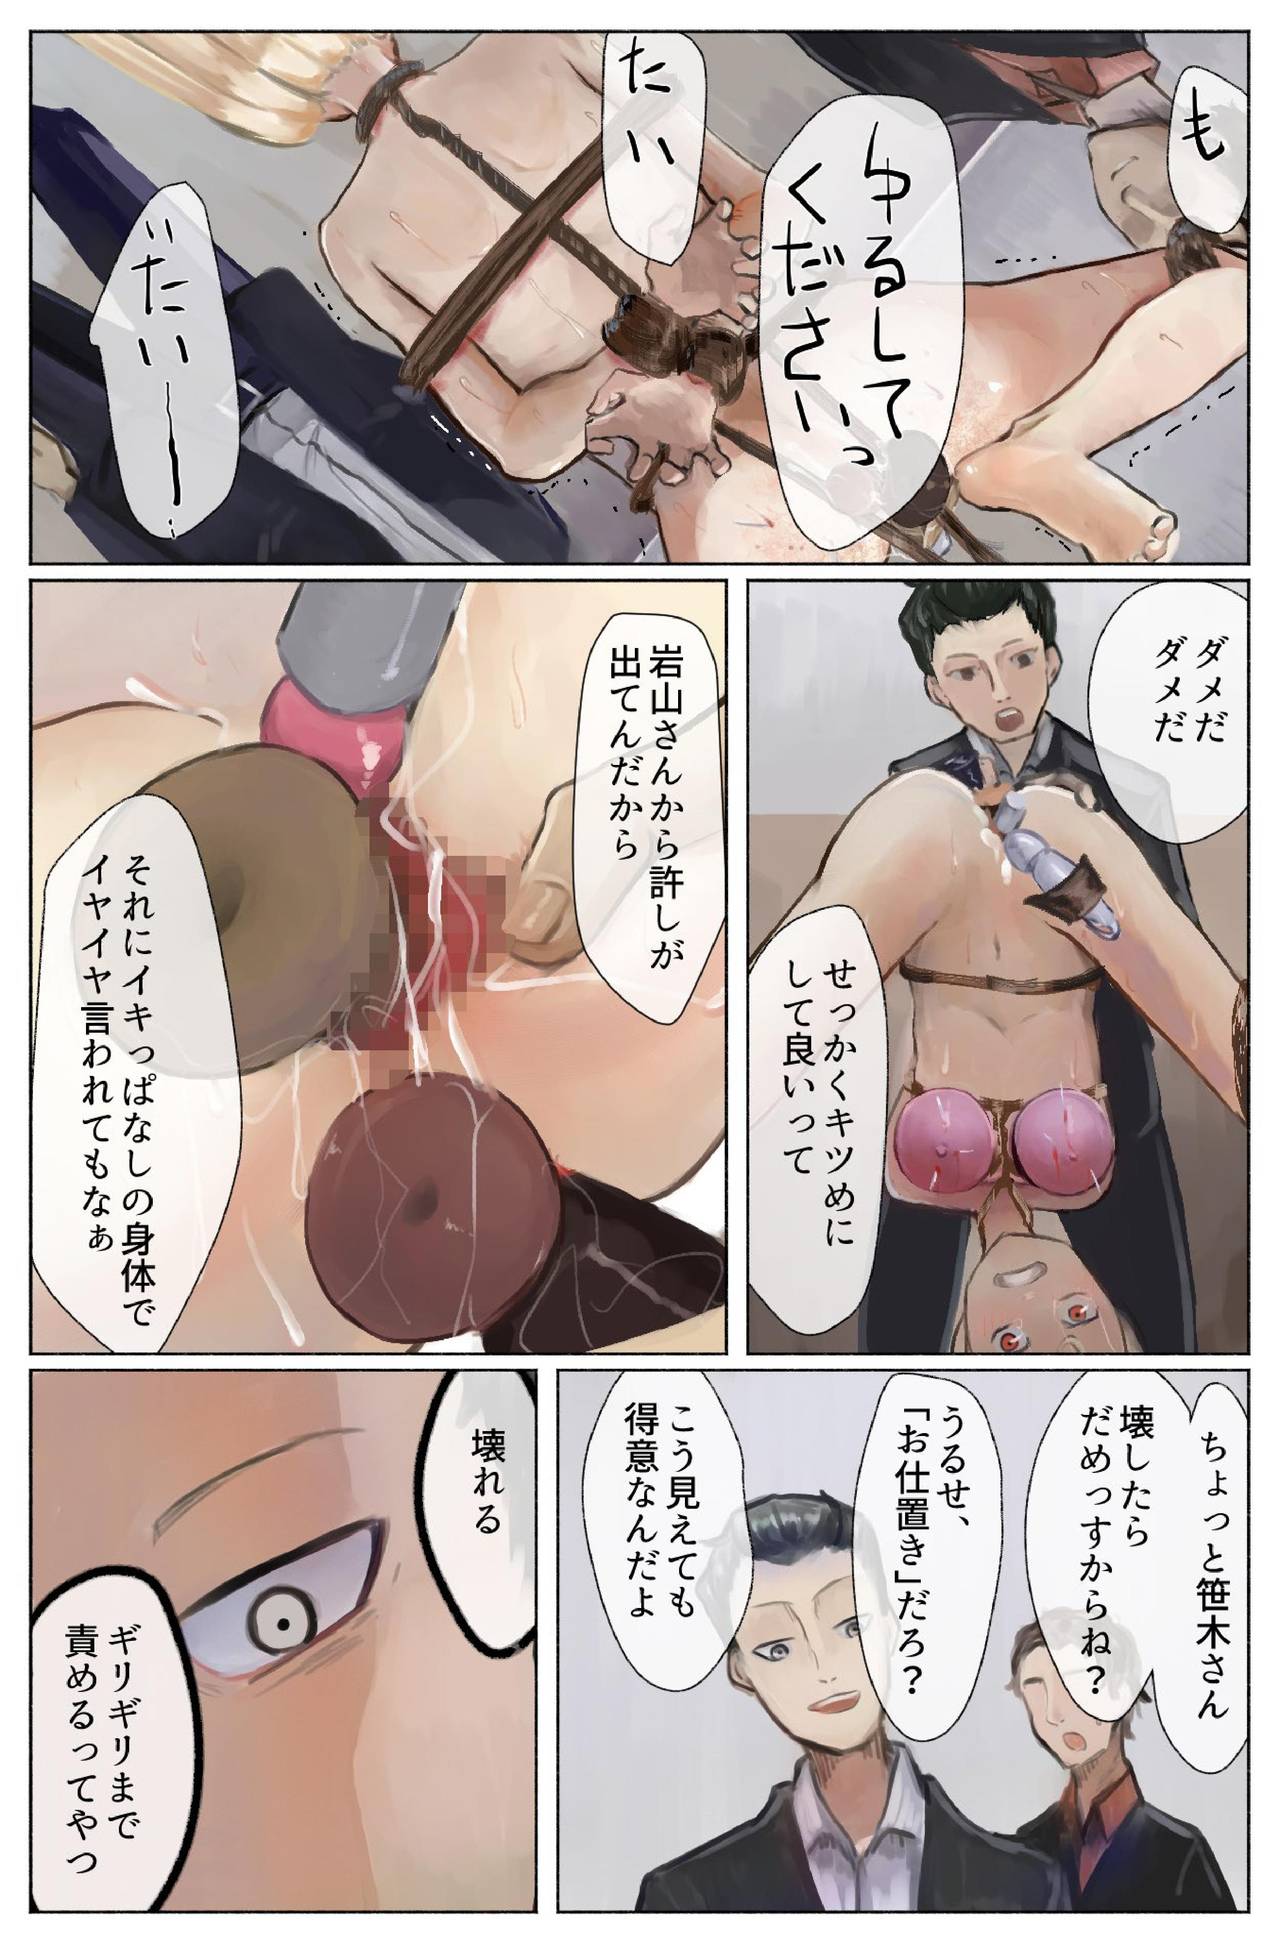 も
ゆるして
くださいっ
たい
いたいーー
ダメだ
ダメだ
せっかくキツめに
して良いって
岩山さんから許しが
出てんだから
それにイキっぱなしの身体で
イヤイヤ言われてもなぁ
ちょっと笹木さん
壊したら
だめっすからね？
うるせ、
「お仕置き」だろ？
こう見えても
得意なんだよ
壊れる
ギリギリまで
責めるってやつ